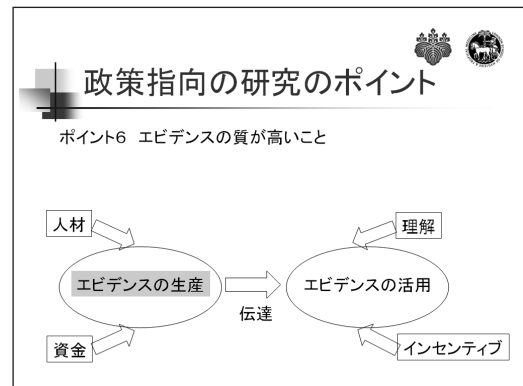 政策指向の研究のポイント
ポイント6 エビデンスの質が高いこと
人材
理解
エビデンスの生産
エビデンスの活用
伝達
資金
インセンティブ